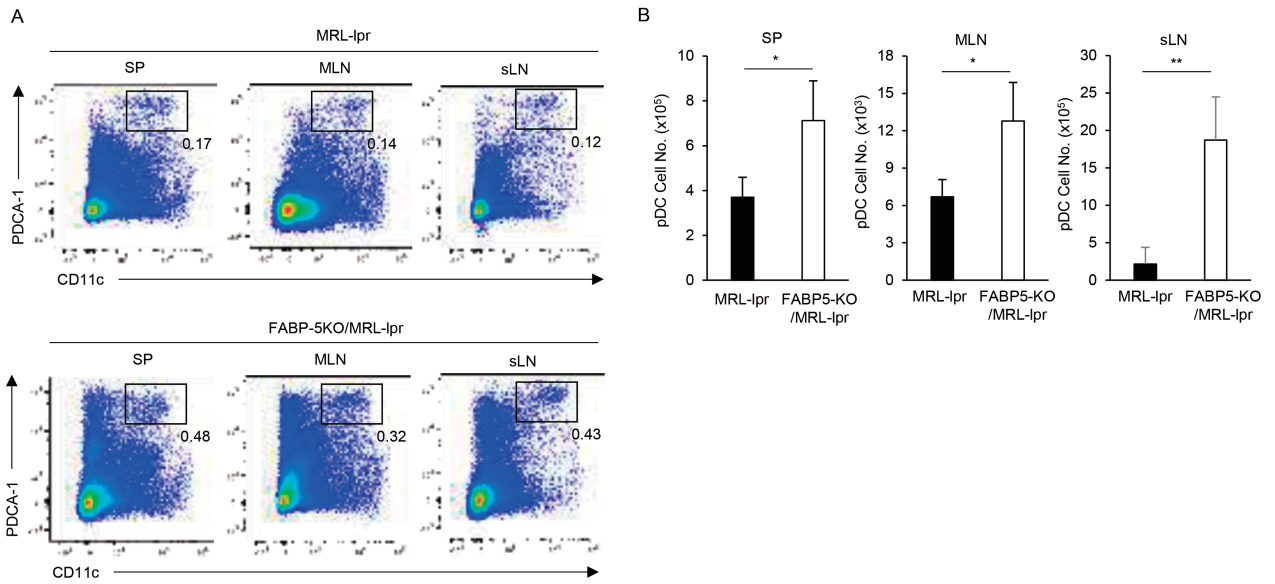 A
MRL-lpr
SP MLN sLN
0.17 0.14 0.12
PDCA-1
CD11c
FABP-5KO/MRL-lpr
SP MLN sLN
0.48 0.32 0.43
PDCA-1
CD11c
B
SP
*
pDC Cell No. (x10⁵)
10
8
6
4
2
0
MRL-lpr FABP5-KO
/MRL-lpr
MLN
*
pDC Cell No. (x10³)
18
15
12
9
6
3
0
MRL-lpr FABP5-KO
/MRL-lpr
sLN
**
pDC Cell No. (x10⁵)
30
25
20
15
10
5
0
MRL-lpr FABP5-KO
/MRL-lpr